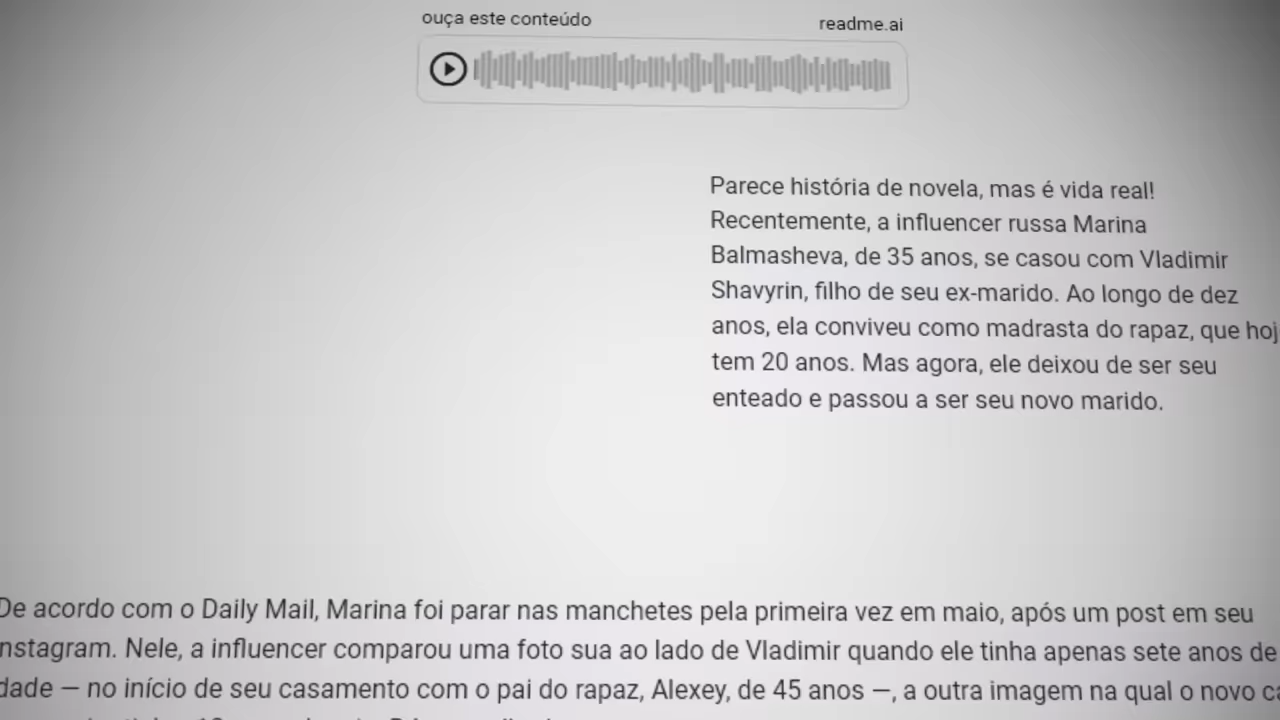 ouça este conteúdo
readme.ai
Parece história de novela, mas é vida real!
Recentemente, a influencer russa Marina
Balmasheva, de 35 anos, se casou com Vladimir
Shavyrin, filho de seu ex-marido. Ao longo de dez
anos, ela conviveu como madrasta do rapaz, que hoj
tem 20 anos. Mas agora, ele deixou de ser seu
enteado e passou a ser seu novo marido.
De acordo com o Daily Mail, Marina foi parar nas manchetes pela primeira vez em maio, após um post em seu
nstagram. Nele, a influencer comparou uma foto sua ao lado de Vladimir quando ele tinha apenas sete anos de
dade — no início de seu casamento com o pai do rapaz, Alexey, de 45 anos —, a outra imagem na qual o novo